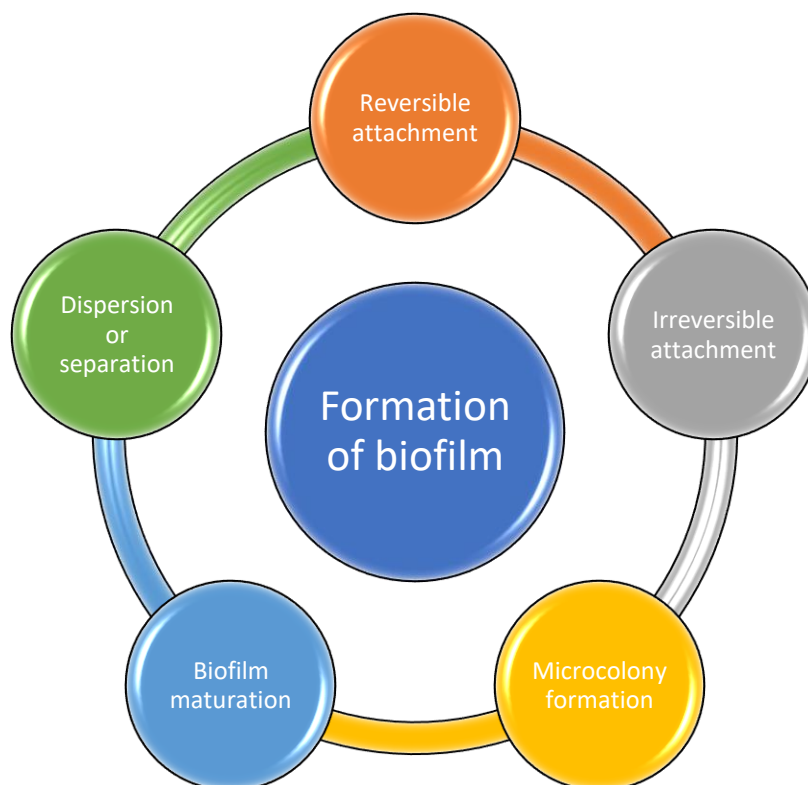 Reversible
attachment
Irreversible
attachment
Microcolony
formation
Biofilm
maturation
Dispersion
or
separation
Formation
of biofilm